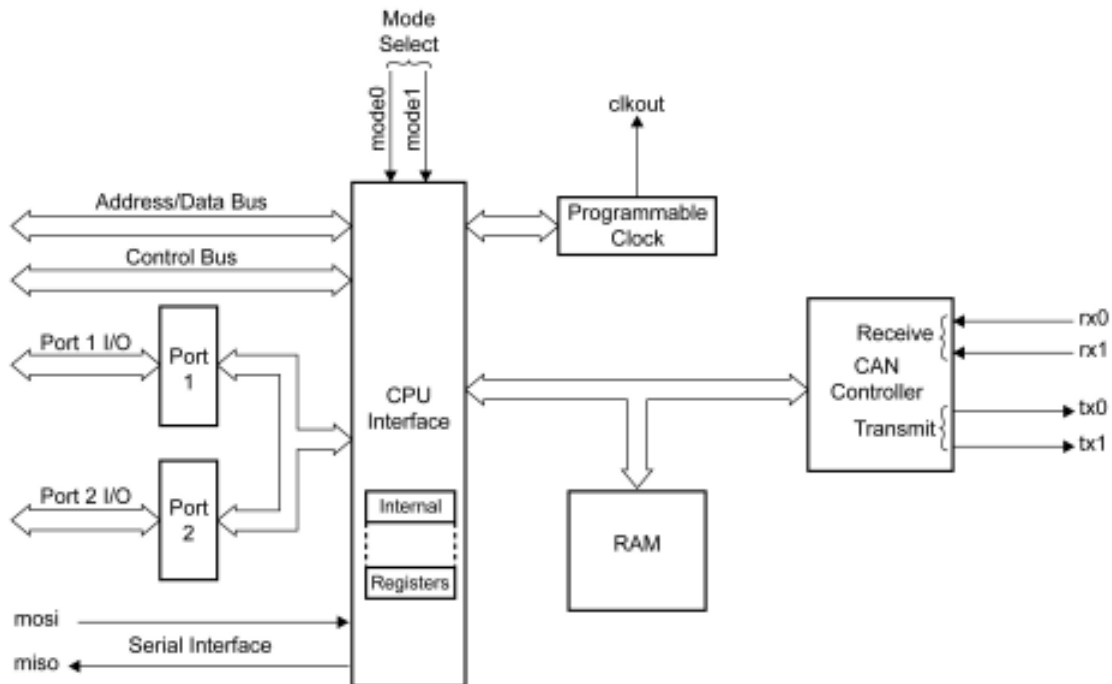 Mode
Select
mode0
mode1
clkout
Address/Data Bus
Programmable
Clock
Control Bus
Port 1 I/O
Port
1
Receive
rx0
rx1
CAN
Controller
Transmit
tx0
tx1
CPU
Interface
Port 2 I/O
Port
2
Internal
Registers
RAM
mosi
Serial Interface
miso